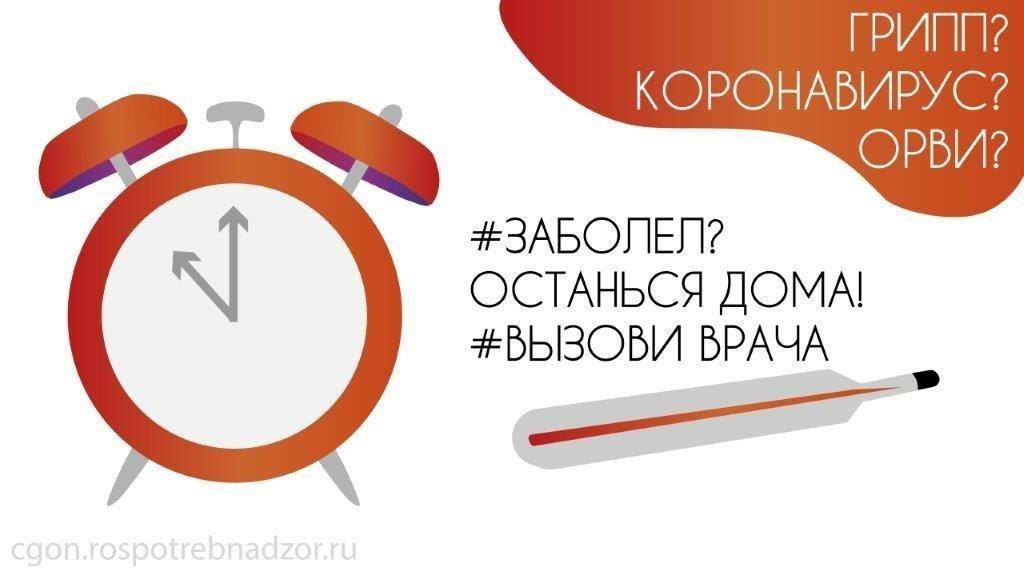 ГРИПП?
КОРОНАВИРУС?
ОРВИ?
#ЗАБОЛЕЛ?
ОСТАНЬСЯ ДОМА!
#ВЫЗОВИ ВРАЧА
cgon.rospotrebnadzor.ru